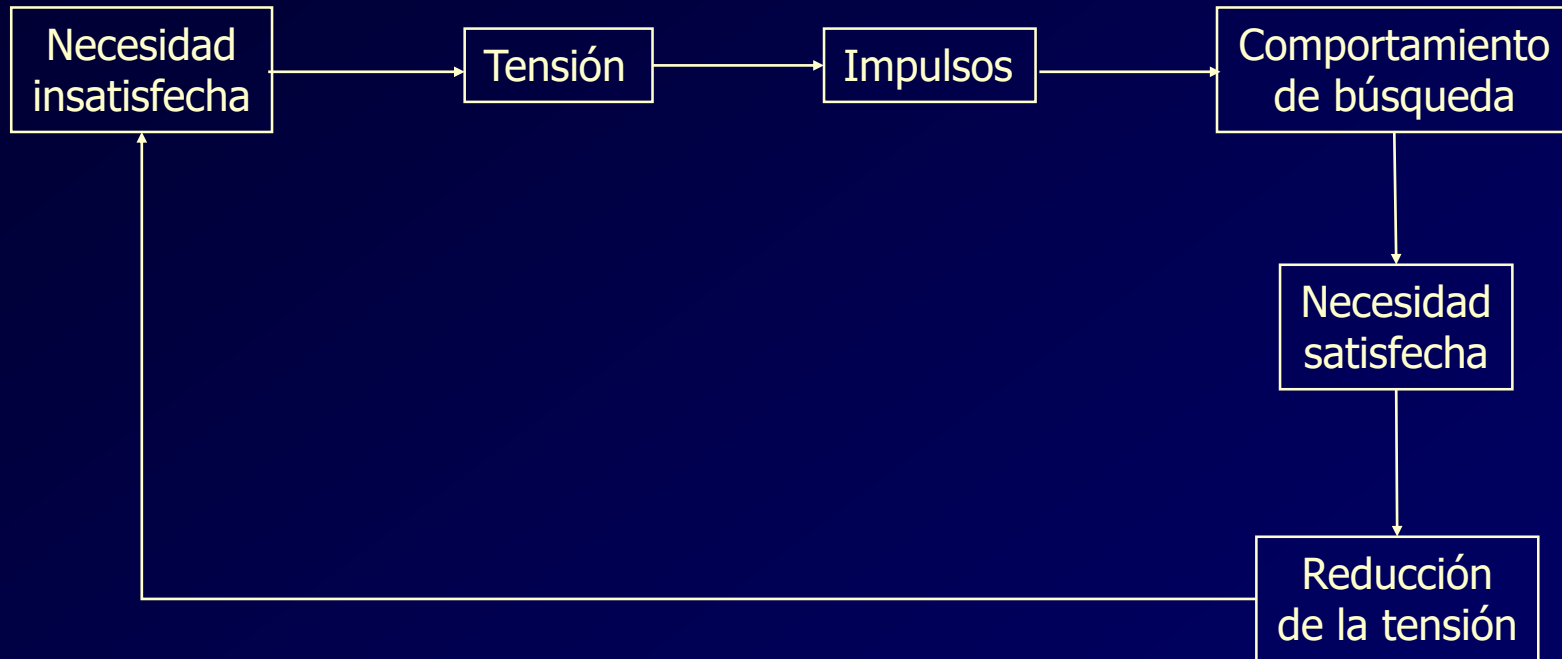 Necesidad
insatisfecha
Tensión
Impulsos
Comportamiento
de búsqueda
Necesidad
satisfecha
Reducción
de la tensión